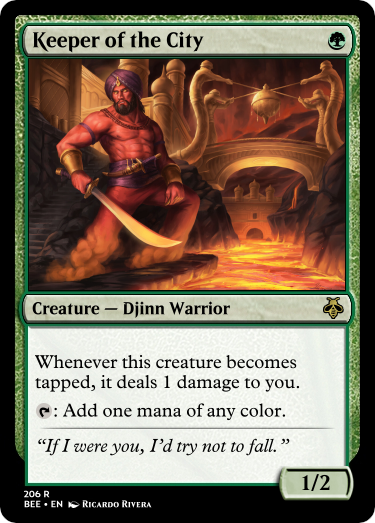 Keeper of the City
Creature — Djinn Warrior
Whenever this creature becomes
tapped, it deals 1 damage to you.
: Add one mana of any color.
“If I were you, I’d try not to fall.”
1/2
206 R
BEE • EN Ricardo Rivera